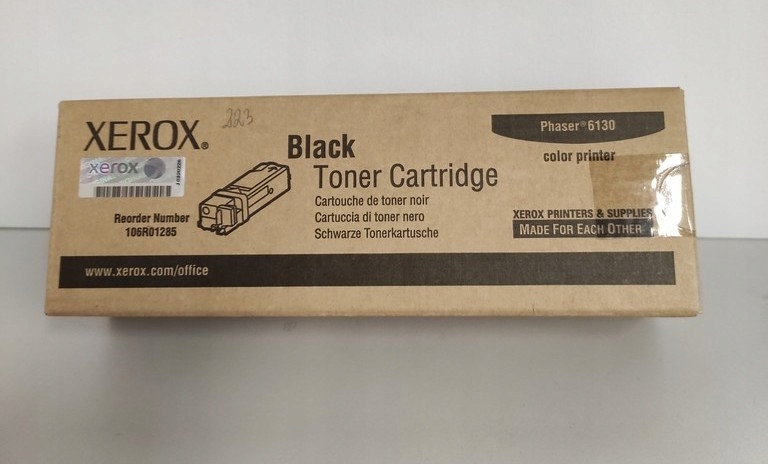 XEROX®
223
xerox
Reorder Number
106R01285
Black
Toner Cartridge
Cartouche de toner noir
Cartuccia di toner nero
Schwarze Tonerkartusche
Phaser® 6130
color printer
XEROX PRINTERS & SUPPLIES
MADE FOR EACH OTHER
www.xerox.com/office